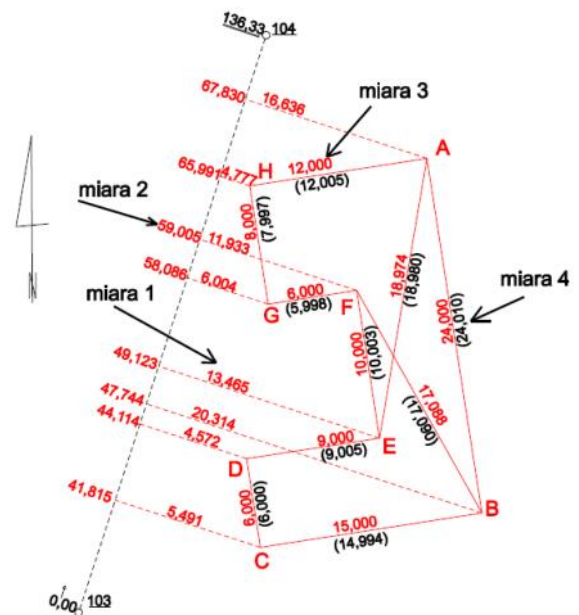 136,33 104
67,830 16,636
miara 3
A
H
12,000
(12,005)
65,991 4,777
miara 2
8,000
(7,997)
59,005 11,933
58,086 6,004
6,000
(5,998)
F
G
18,974
(18,980)
miara 4
24,000
(24,010)
miara 1
10,000
(10,003)
49,123 13,465
17,088
(17,090)
47,744 20,314
44,114 4,572
9,000
(9,005)
E
D
6,000
(6,000)
41,815 5,491
15,000
(14,994)
B
C
0,00 103
N